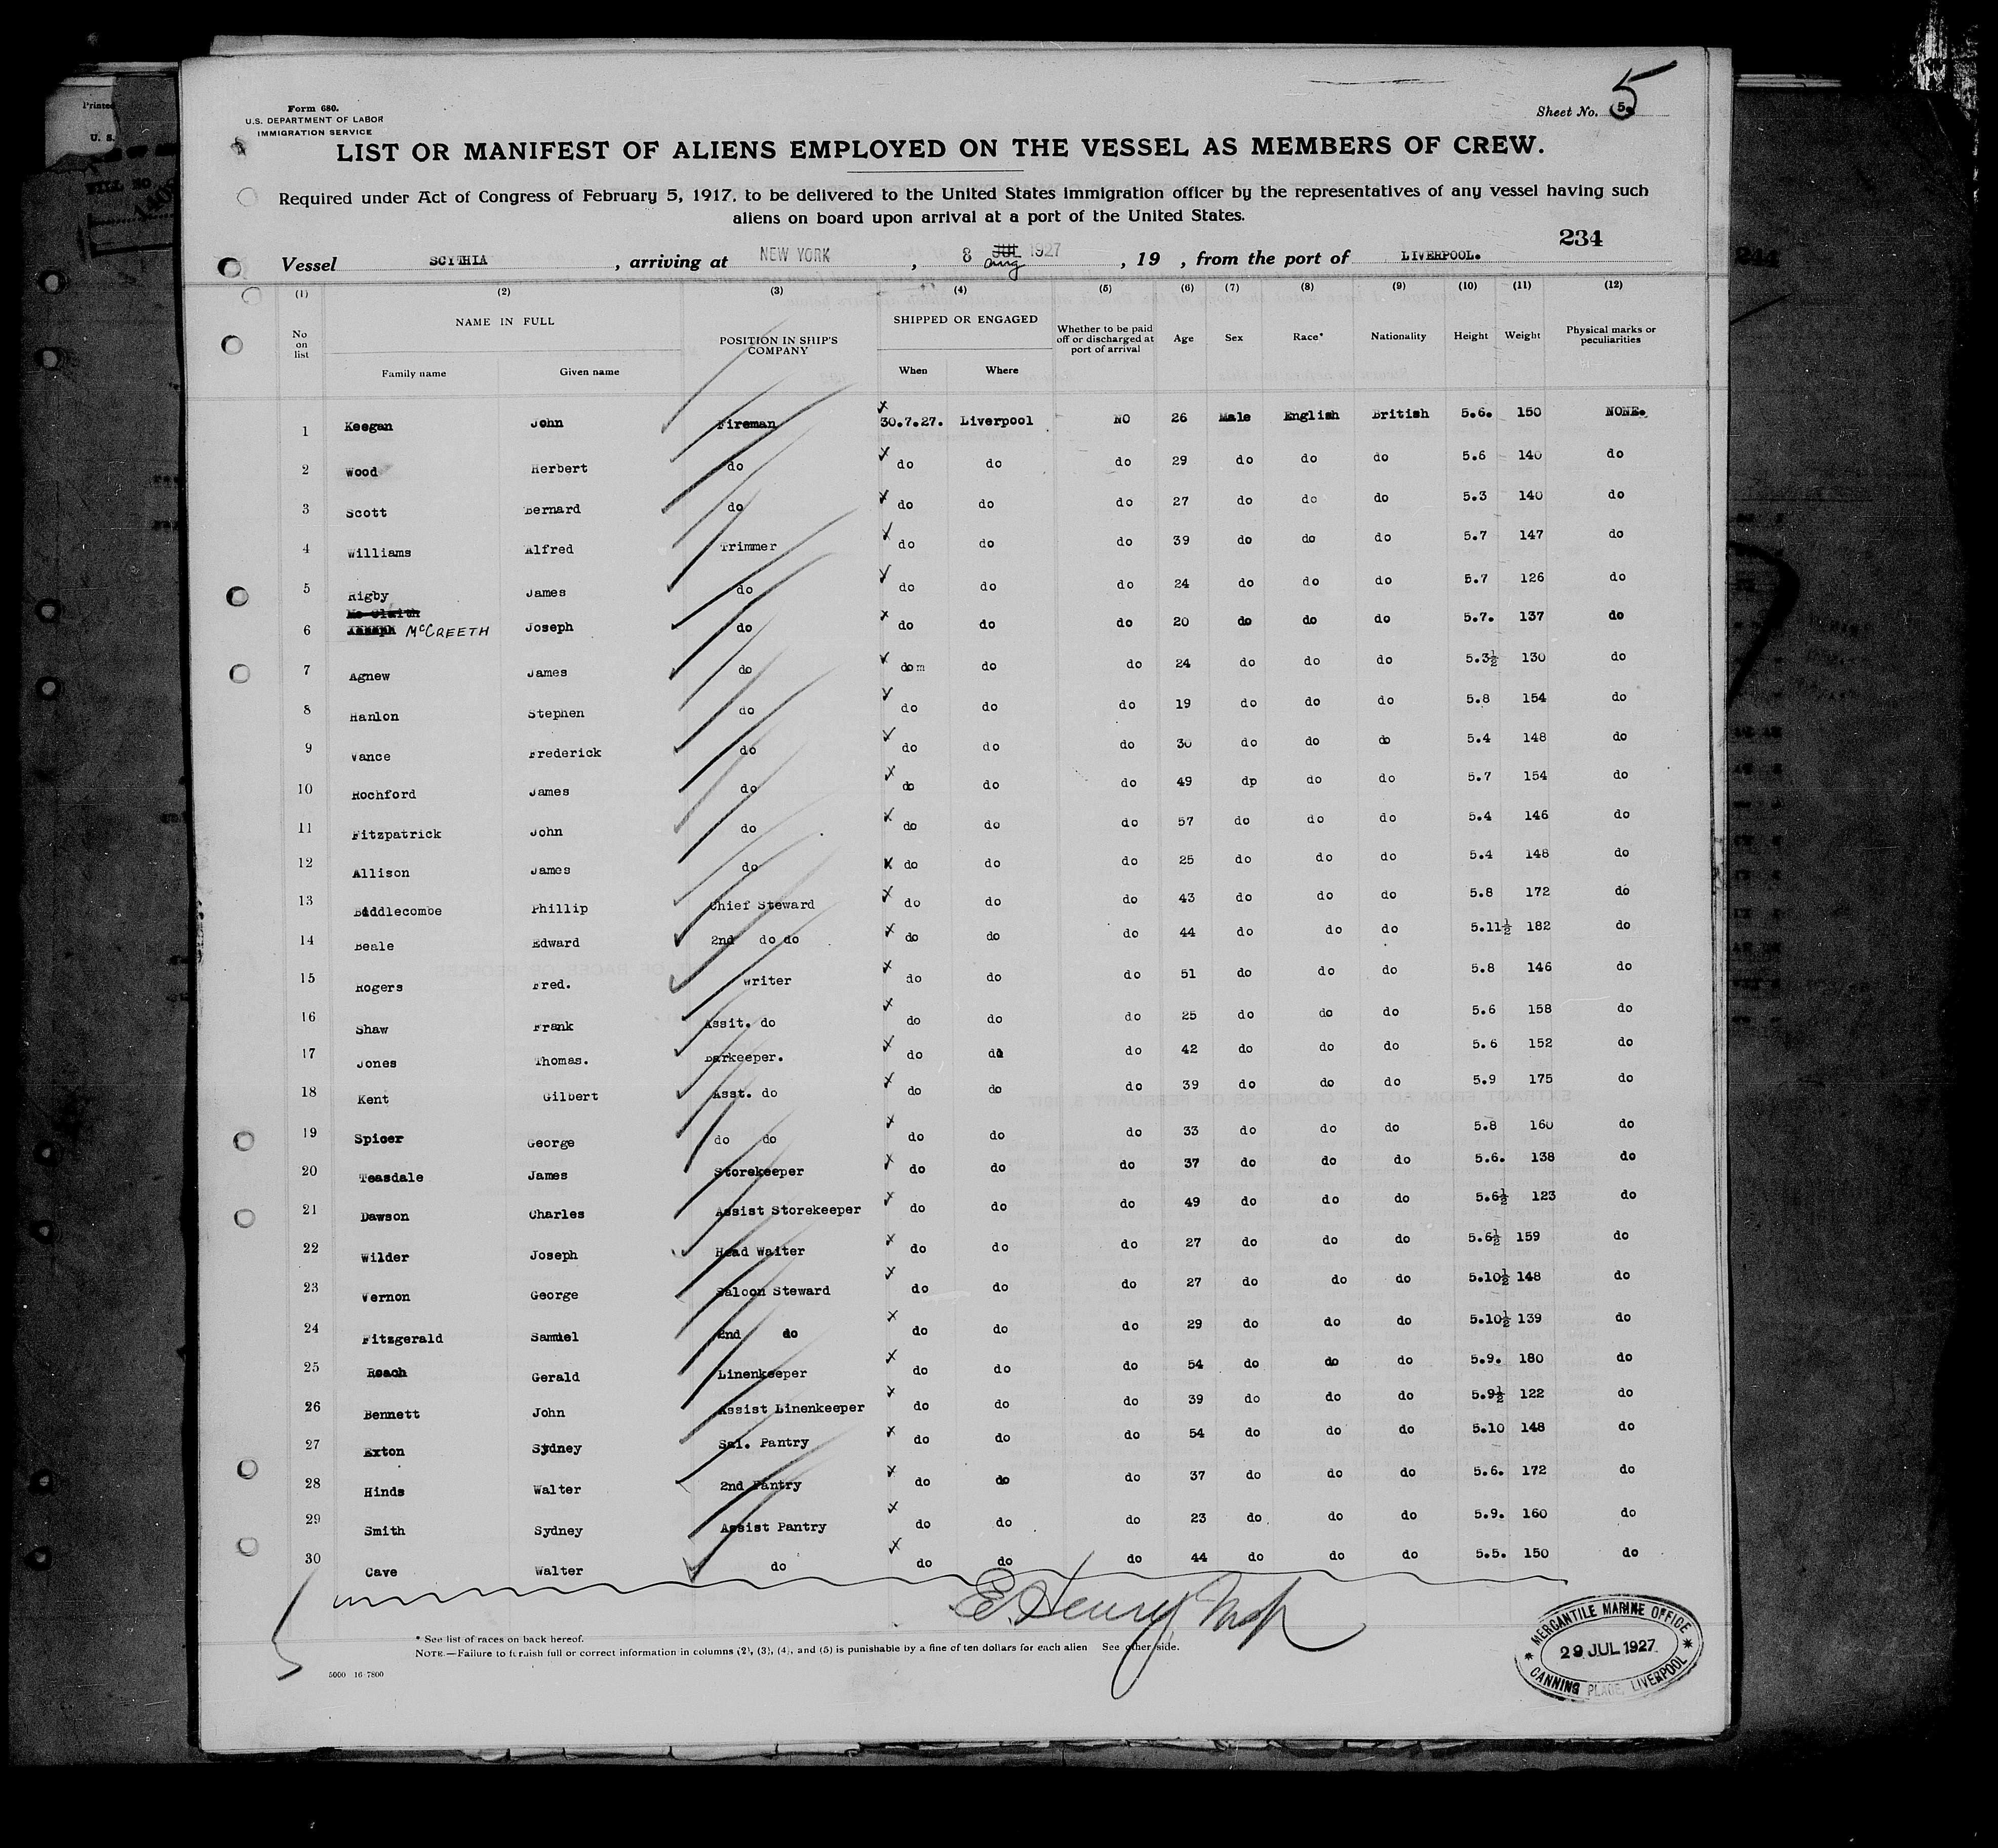 Form 680.
U.S. DEPARTMENT OF LABOR
IMMIGRATION SERVICE
Sheet No. 5
5
LIST OR MANIFEST OF ALIENS EMPLOYED ON THE VESSEL AS MEMBERS OF CREW.
Required under Act of Congress of February 5, 1917, to be delivered to the United States immigration officer by the representatives of any vessel having such
aliens on board upon arrival at a port of the United States.
234
Vessel SCYTHIA, arriving at NEW YORK, 8 JUL 1927, 19 , from the port of LIVERPOOL.
aug
(1) (2) (3) (4) (5) (6) (7) (8) (9) (10) (11) (12)
No on list NAME IN FULL Family name Given name POSITION IN SHIP'S COMPANY SHIPPED OR ENGAGED When Where Whether to be paid off or discharged at port of arrival Age Sex Race* Nationality Height Weight Physical marks or peculiarities
1 Keegan John Fireman 30.7.27. Liverpool NO 26 Male English British 5.6. 150 NONE.
2 Wood Herbert do do do do 29 do do do 5.6 140 do
3 Scott Bernard do do do do 27 do do do 5.3 140 do
4 Williams Alfred Trimmer do do do 39 do do do 5.7 147 do
5 Rigby James do do do do 24 do do do 5.7 126 do
6 McCREETH Joseph do do do do 20 do do do 5.7. 137 do
7 Agnew James do do m do do 24 do do do 5.3½ 130 do
8 Hanlon Stephen do do do do 19 do do do 5.8 154 do
9 Vance Frederick do do do do 30 do do do 5.4 148 do
10 Rochford James do do do do 49 dp do do 5.7 154 do
11 Fitzpatrick John do do do do 57 do do do 5.4 146 do
12 Allison James do do do do 25 do do do 5.4 148 do
13 Biddlecombe Phillip Chief Steward do do do 43 do do do 5.8 172 do
14 Beale Edward 2nd do do do do do 44 do do do 5.11½ 182 do
15 Rogers Fred. writer do do do 51 do do do 5.8 146 do
16 Shaw Frank Assit. do do do do 25 do do do 5.6 158 do
17 Jones Thomas. Barkeeper. do do do 42 do do do 5.6 152 do
18 Kent Gilbert Asst. do do do do 39 do do do 5.9 175 do
19 Spicer George do do do do do 33 do do do 5.8 160 do
20 Teasdale James Storekeeper do do do 37 do do do 5.6. 138 do
21 Dawson Charles Assist Storekeeper do do do 49 do do do 5.6½ 123 do
22 Wilder Joseph Head Waiter do do do 27 do do do 5.6½ 159 do
23 Vernon George Saloon Steward do do do 27 do do do 5.10½ 148 do
24 Fitzgerald Samuel 2nd do do do do 29 do do do 5.10½ 139 do
25 Roach Gerald Linenkeeper do do do 54 do do do 5.9. 180 do
26 Bennett John Assist Linenkeeper do do do 39 do do do 5.9½ 122 do
27 Exton Sydney Sal. Pantry do do do 54 do do do 5.10 148 do
28 Hinds Walter 2nd Pantry do do do 37 do do do 5.6. 172 do
29 Smith Sydney Assist Pantry do do do 23 do do do 5.9. 160 do
30 Cave Walter do do do do 44 do do do 5.5. 150 do
E. Henry
* See list of races on back hereof.
NOTE.—Failure to furnish full or correct information in columns (2), (3), (4), and (5) is punishable by a fine of ten dollars for each alien See other side.
5000 16-7800
MERCANTILE MARINE OFFICE
29 JUL 1927
CANNING PLACE, LIVERPOOL